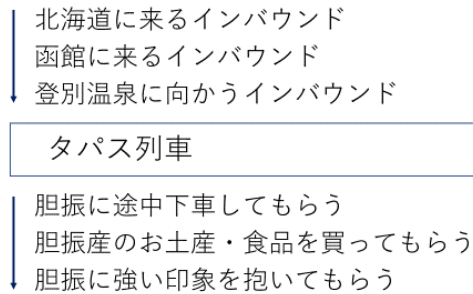 北海道に来るインバウンド
函館に来るインバウンド
登別温泉に向かうインバウンド
タパス列車
胆振に途中下車してもらう
胆振産のお土産・食品を買ってもらう
胆振に強い印象を抱いてもらう